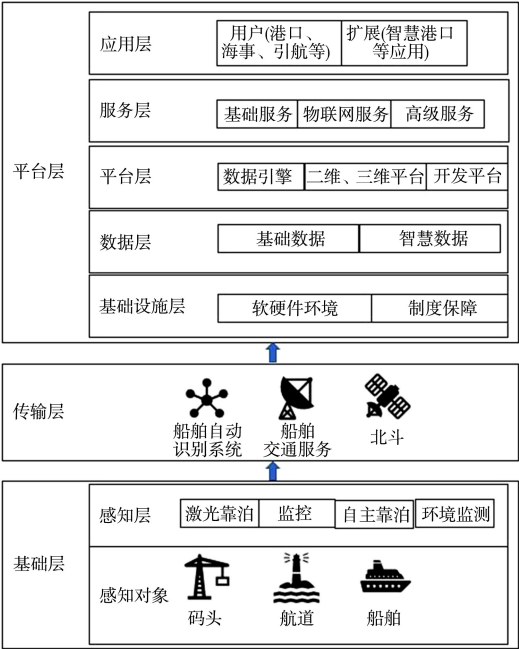 平台层
应用层
用户(港口、
海事、引航等)
扩展(智慧港口
等应用)
服务层
基础服务
物联网服务
高级服务
平台层
数据引擎
二维、三维平台
开发平台
数据层
基础数据
智慧数据
基础设施层
软硬件环境
制度保障
传输层
船舶自动
识别系统
船舶
交通服务
北斗
基础层
感知层
激光靠泊
监控
自主靠泊
环境监测
感知对象
码头
航道
船舶